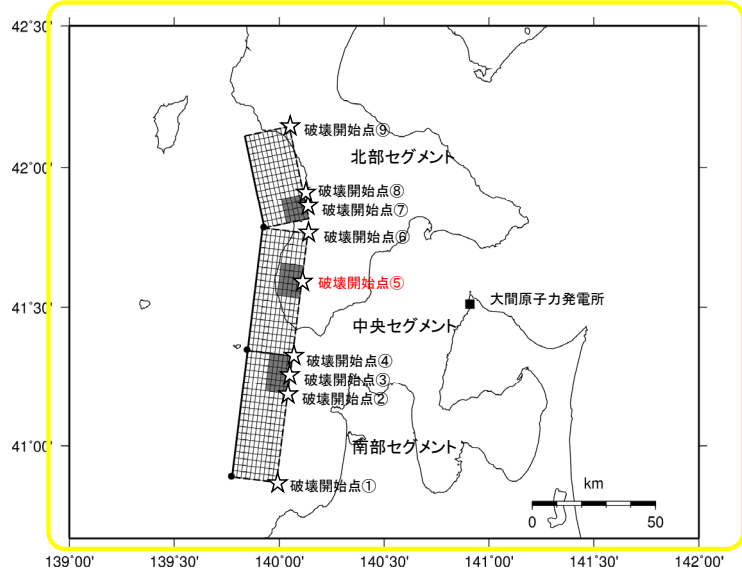 42°30'
破壊開始点⑨
北部セグメント
42°00'
破壊開始点⑧
破壊開始点⑦
破壊開始点⑥
破壊開始点⑤
大間原子力発電所
41°30'
中央セグメント
破壊開始点④
破壊開始点③
破壊開始点②
41°00'
南部セグメント
破壊開始点①
km
0 50
139°00' 139°30' 140°00' 140°30' 141°00' 141°30' 142°00'